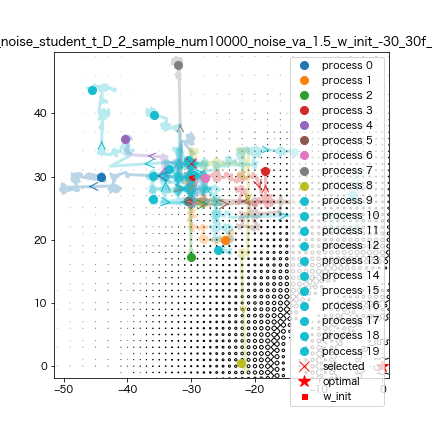 _noise_student_t_D_2_sample_num10000_noise_va_1.5_w_init_-30_30f_
process 0
process 1
process 2
process 3
process 4
process 5
process 6
process 7
process 8
process 9
process 10
process 11
process 12
process 13
process 14
process 15
process 16
process 17
process 18
process 19
selected
optimal
w_init
40
30
20
10
0
−50 −40 −30 −20 0